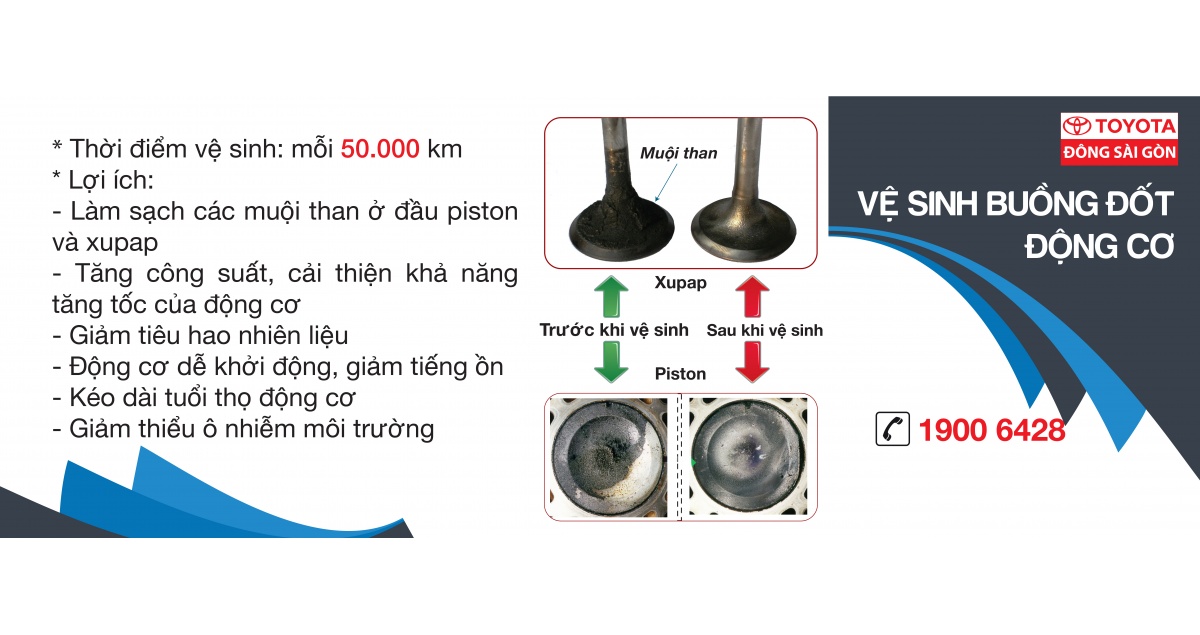 * Thời điểm vệ sinh: mỗi 50.000 km
* Lợi ích:
- Làm sạch các muội than ở đầu piston
và xupap
- Tăng công suất, cải thiện khả năng
tăng tốc của động cơ
- Giảm tiêu hao nhiên liệu
- Động cơ dễ khởi động, giảm tiếng ồn
- Kéo dài tuổi thọ động cơ
- Giảm thiểu ô nhiễm môi trường
Muội than
Xupap
Trước khi vệ sinh
Sau khi vệ sinh
Piston
TOYOTA
ĐÔNG SÀI GÒN
VỆ SINH BUỒNG ĐỐT
ĐỘNG CƠ
1900 6428